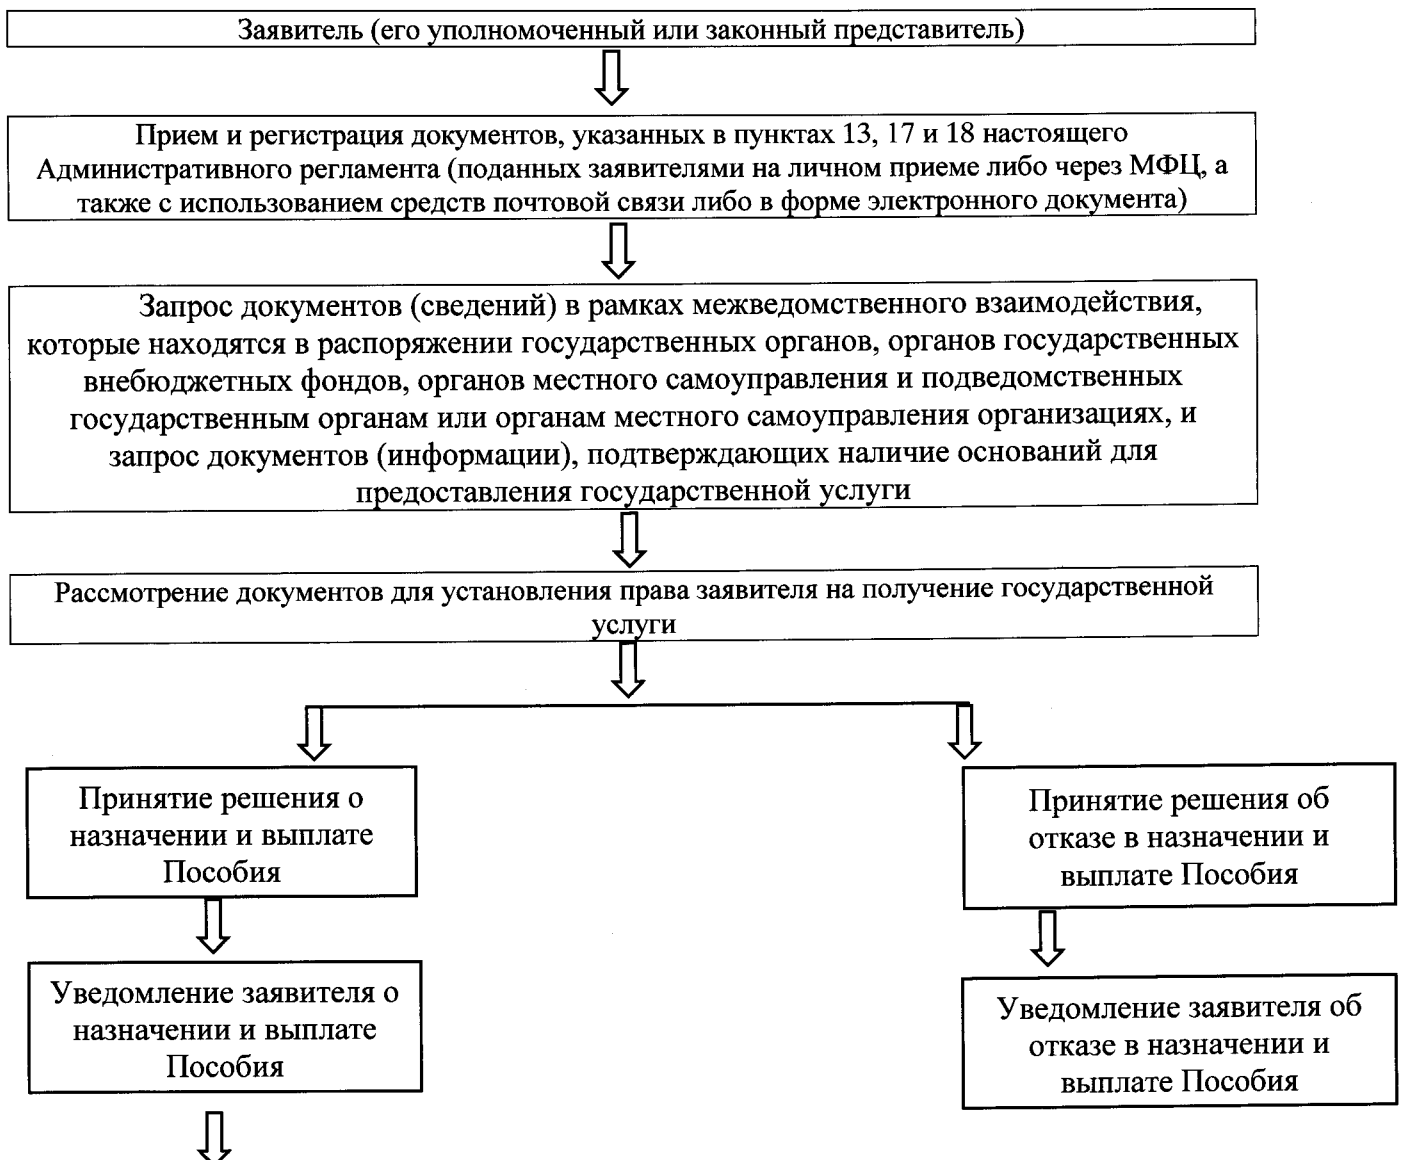 Заявитель (его уполномоченный или законный представитель)
Прием и регистрация документов, указанных в пунктах 13, 17 и 18 настоящего
Административного регламента (поданных заявителями на личном приеме либо через МФЦ, а
также с использованием средств почтовой связи либо в форме электронного документа)
Запрос документов (сведений) в рамках межведомственного взаимодействия,
которые находятся в распоряжении государственных органов, органов государственных
внебюджетных фондов, органов местного самоуправления и подведомственных
государственным органам или органам местного самоуправления организациях, и
запрос документов (информации), подтверждающих наличие оснований для
предоставления государственной услуги
Рассмотрение документов для установления права заявителя на получение государственной
услуги
Принятие решения о
назначении и выплате
Пособия
Принятие решения об
отказе в назначении и
выплате Пособия
Уведомление заявителя о
назначении и выплате
Пособия
Уведомление заявителя об
отказе в назначении и
выплате Пособия